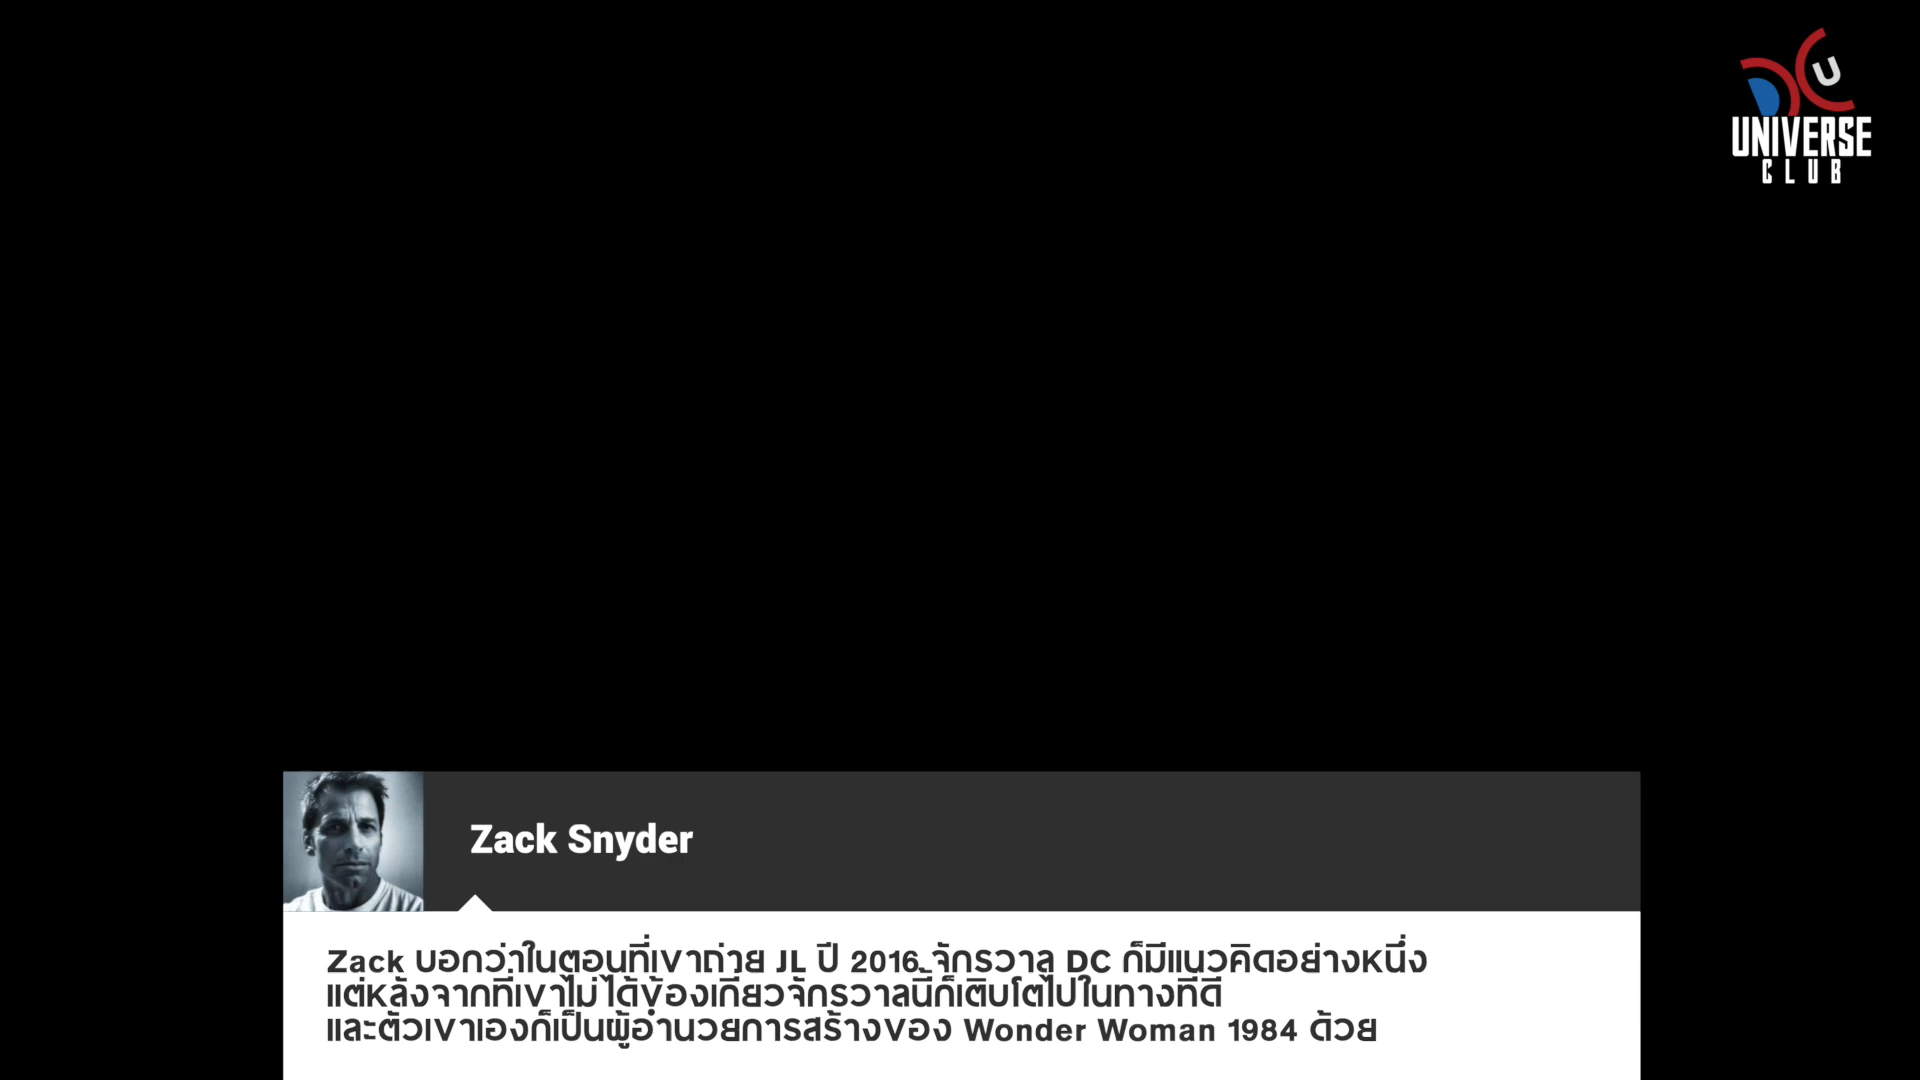 U
UNIVERSE
CLUB
Zack Snyder
Zack บอกว่าในตอนที่เขาถ่าย JL ปี 2016 จักรวาล DC ก็มีแนวคิดอย่างหนึ่ง
แต่หลังจากที่เขาไม่ได้ข้องเกี่ยวจักรวาลนี้ก็เติบโตไปในทางที่ดี
และตัวเขาเองก็เป็นผู้อำนวยการสร้างของ Wonder Woman 1984 ด้วย